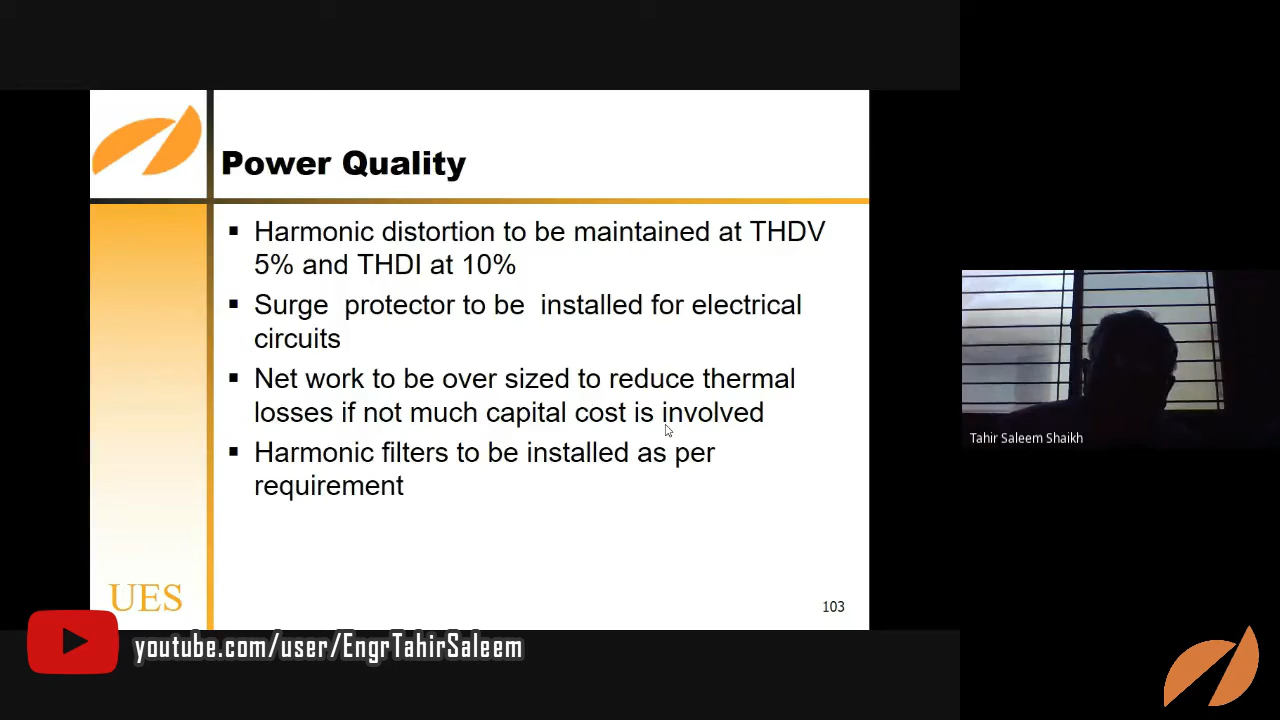 Power Quality
▪ Harmonic distortion to be maintained at THDV
5% and THDI at 10%
▪ Surge protector to be installed for electrical
circuits
▪ Net work to be over sized to reduce thermal
losses if not much capital cost is involved
▪ Harmonic filters to be installed as per
requirement
UES
103
Tahir Saleem Shaikh
youtube.com/user/EngrTahirSaleem